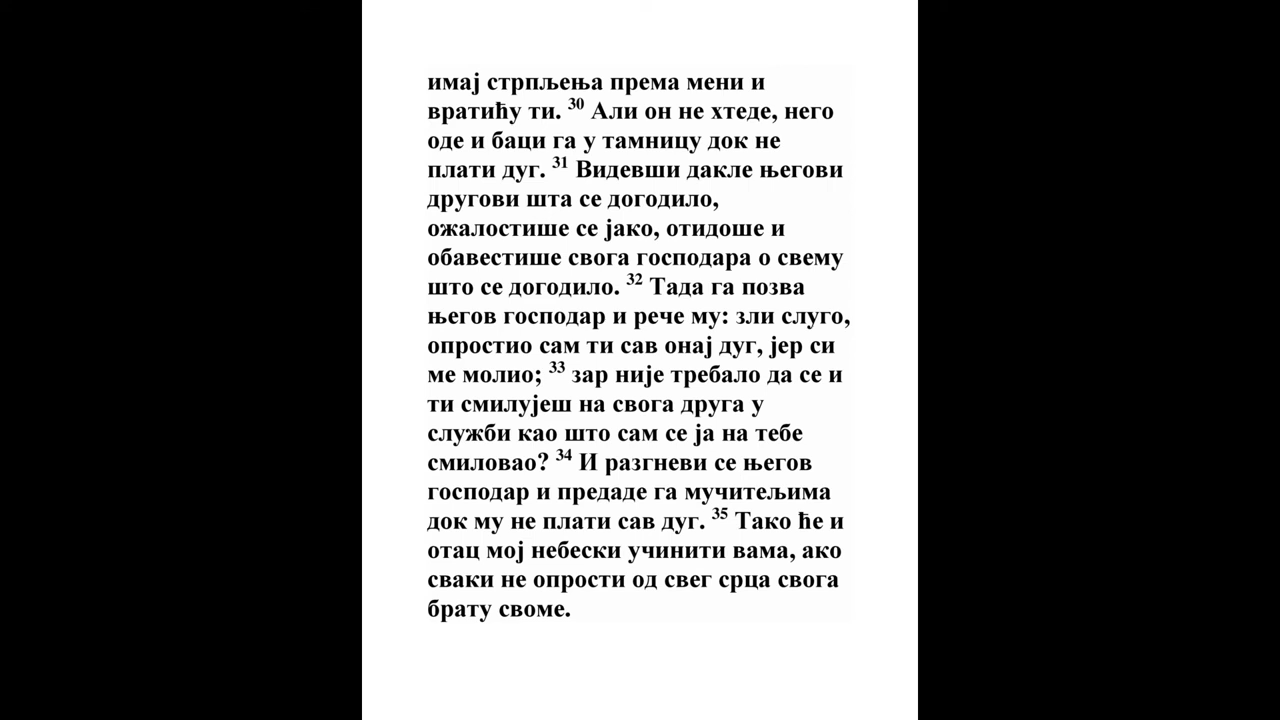 имај стрпљења према мени и
вратићу ти. 30 Али он не хтеде, него
оде и баци га у тамницу док не
плати дуг. 31 Видевши дакле његови
другови шта се догодило,
ожалостише се јако, отидоше и
обавестише свога господара о свему
што се догодило. 32 Тада га позва
његов господар и рече му: зли слуго,
опростио сам ти сав онај дуг, јер си
ме молио; 33 зар није требало да се и
ти смилујеш на свога друга у
служби као што сам се ја на тебе
смиловао? 34 И разгневи се његов
господар и предаде га мучитељима
док му не плати сав дуг. 35 Тако ће и
отац мој небески учинити вама, ако
сваки не опрости од свег срца свога
брату своме.